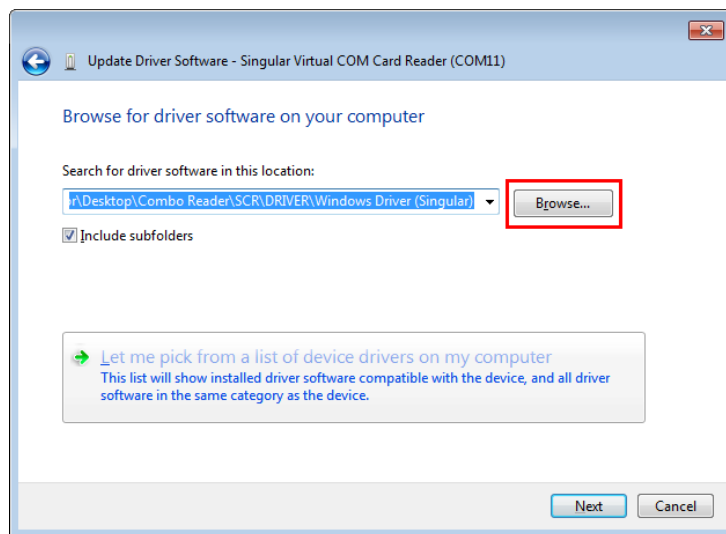 Update Driver Software - Singular Virtual COM Card Reader (COM11)
Browse for driver software on your computer
Search for driver software in this location:
r\Desktop\Combo Reader\SCR\DRIVER\Windows Driver (Singular)
Browse...
Include subfolders
Let me pick from a list of device drivers on my computer
This list will show installed driver software compatible with the device, and all driver
software in the same category as the device.
Next
Cancel